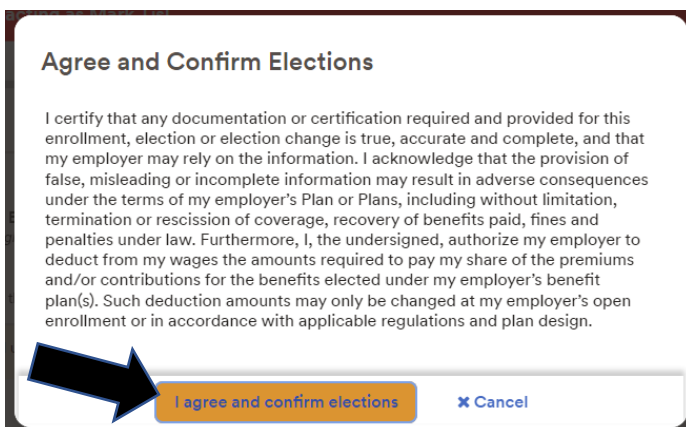 acting as Mark
Agree and Confirm Elections
I certify that any documentation or certification required and provided for this
enrollment, election or election change is true, accurate and complete, and that
my employer may rely on the information. I acknowledge that the provision of
false, misleading or incomplete information may result in adverse consequences
under the terms of my employer’s Plan or Plans, including without limitation,
termination or rescission of coverage, recovery of benefits paid, fines and
penalties under law. Furthermore, I, the undersigned, authorize my employer to
deduct from my wages the amounts required to pay my share of the premiums
and/or contributions for the benefits elected under my employer’s benefit
plan(s). Such deduction amounts may only be changed at my employer’s open
enrollment or in accordance with applicable regulations and plan design.
I agree and confirm elections
✖ Cancel